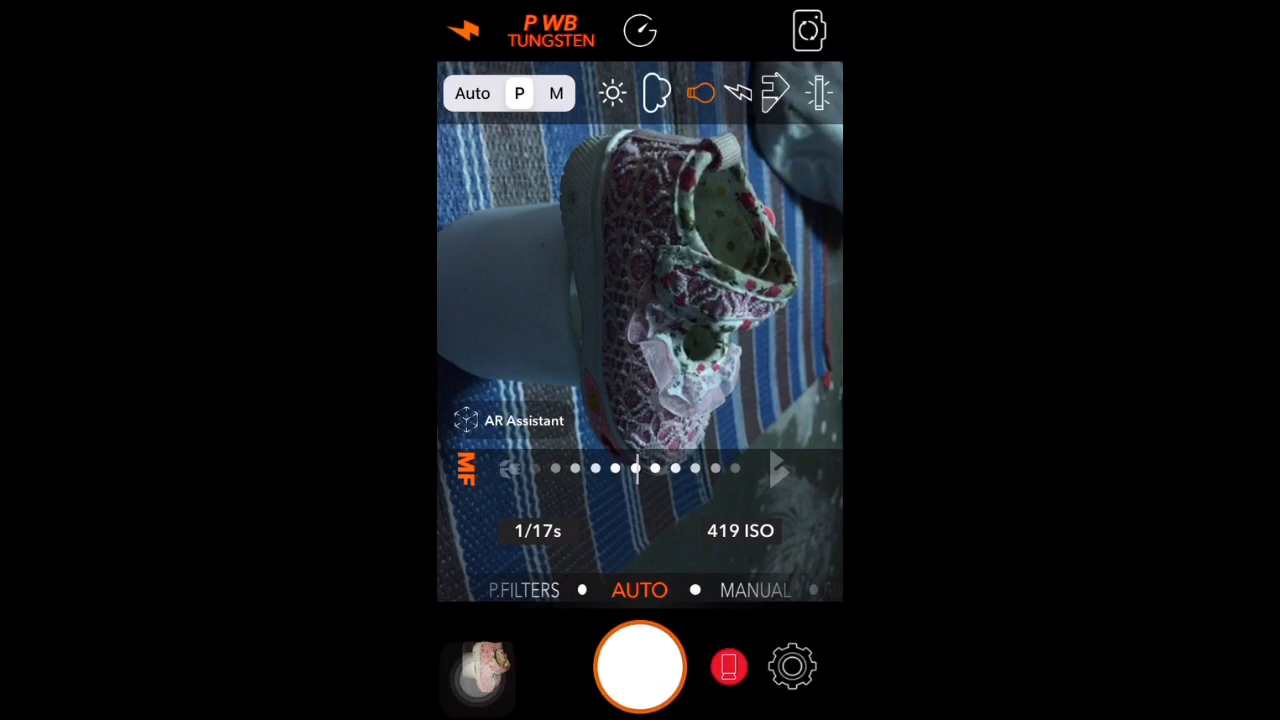 P WB
TUNGSTEN
Auto P M
AR Assistant
MF
1/17s 419 ISO
P.FILTERS AUTO MANUAL